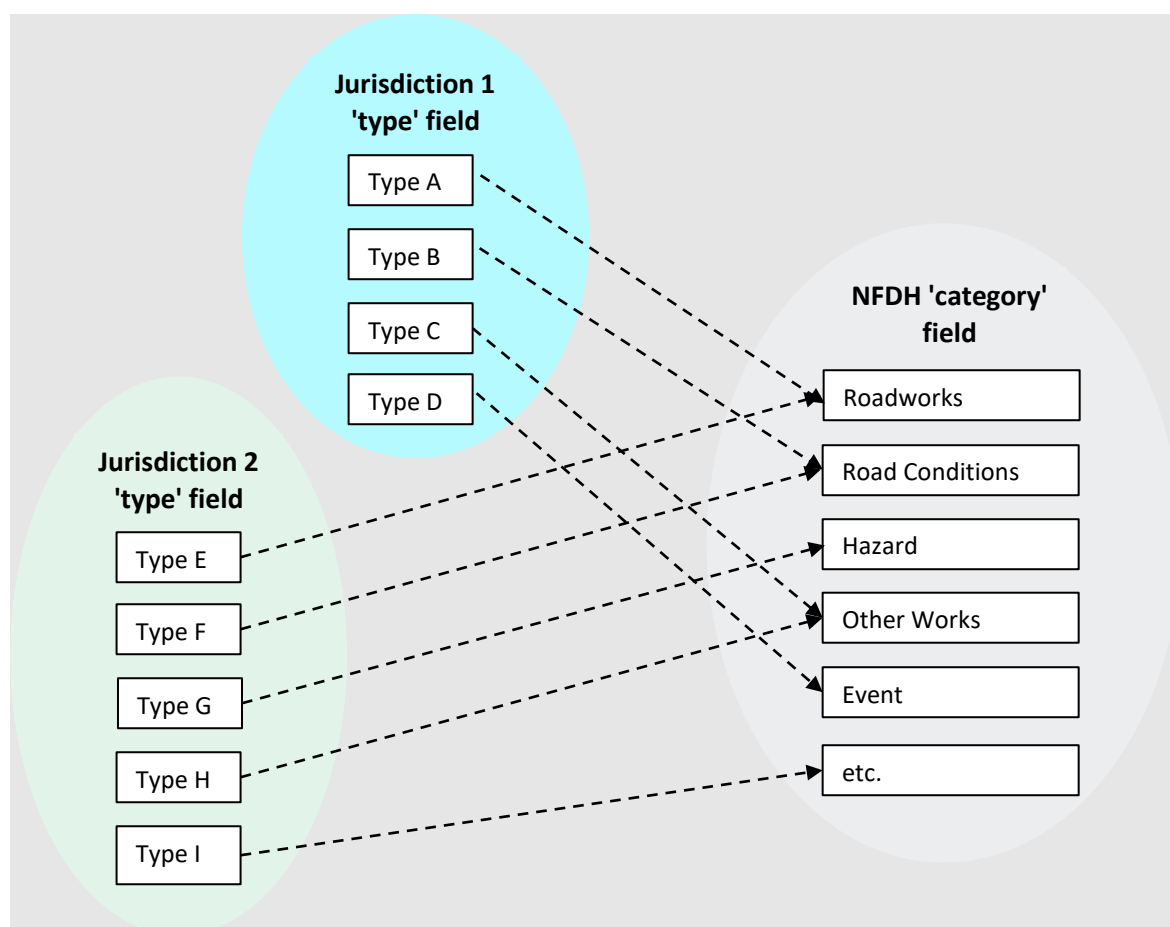 Jurisdiction 1
'type' field
Type A
Type B
Type C
Type D
Jurisdiction 2
'type' field
Type E
Type F
Type G
Type H
Type I
NFDH 'category'
field
Roadworks
Road Conditions
Hazard
Other Works
Event
etc.